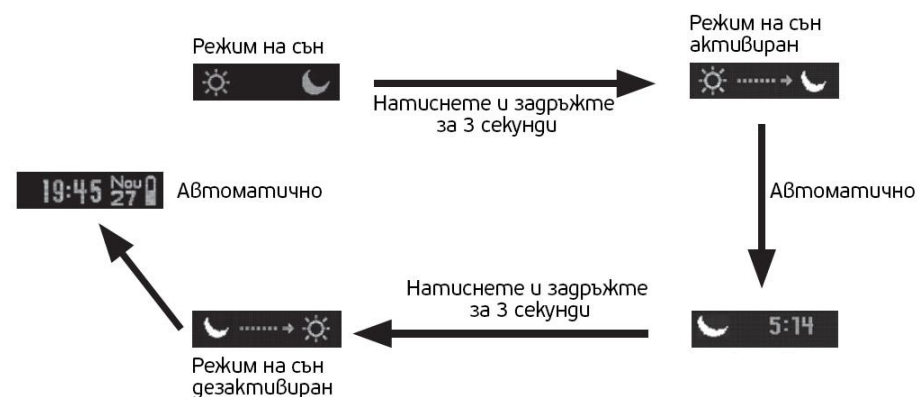 Режим на сън
Режим на сън
активиран
Натиснете и задръжте
за 3 секунди
19:45 Nov
27
Автоматично
Автоматично
Натиснете и задръжте
за 3 секунди
5:14
Режим на сън
дезактивиран